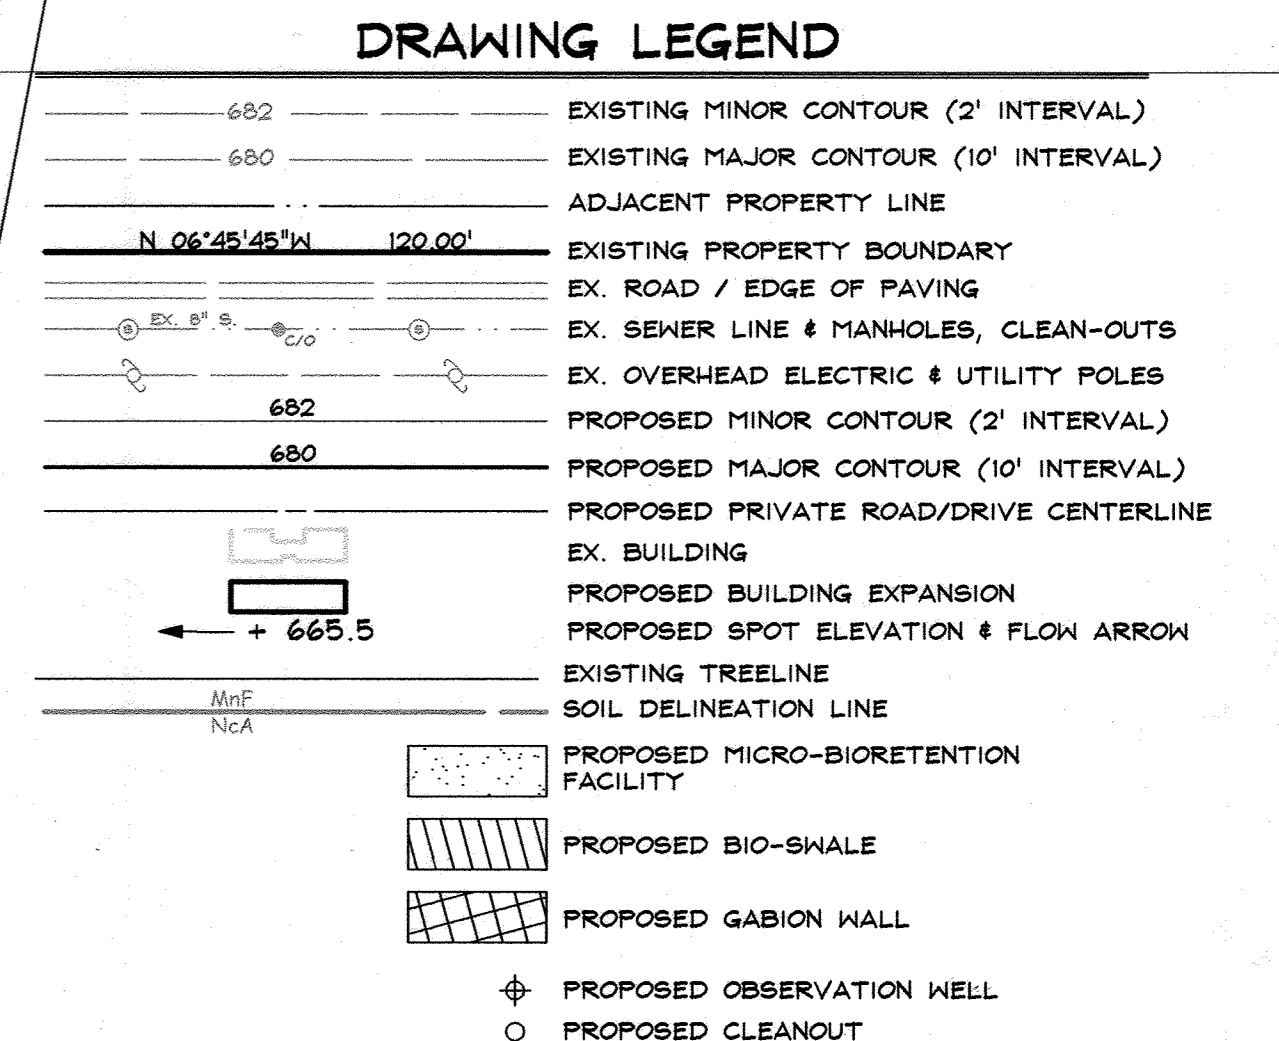 DRAWING LEGEND
682 EXISTING MINOR CONTOUR (2' INTERVAL)
680 EXISTING MAJOR CONTOUR (10' INTERVAL)
ADJACENT PROPERTY LINE
N 06°45'45"W 120.00' EXISTING PROPERTY BOUNDARY
EX. ROAD / EDGE OF PAVING
S EX. 8" S. C/O S EX. SEWER LINE & MANHOLES, CLEAN-OUTS
EX. OVERHEAD ELECTRIC & UTILITY POLES
682 PROPOSED MINOR CONTOUR (2' INTERVAL)
680 PROPOSED MAJOR CONTOUR (10' INTERVAL)
PROPOSED PRIVATE ROAD/DRIVE CENTERLINE
EX. BUILDING
PROPOSED BUILDING EXPANSION
+ 665.5 PROPOSED SPOT ELEVATION & FLOW ARROW
EXISTING TREELINE
MnF
SOIL DELINEATION LINE
NcA
PROPOSED MICRO-BIORETENTION
FACILITY
PROPOSED BIO-SWALE
PROPOSED GABION WALL
PROPOSED OBSERVATION WELL
PROPOSED CLEANOUT